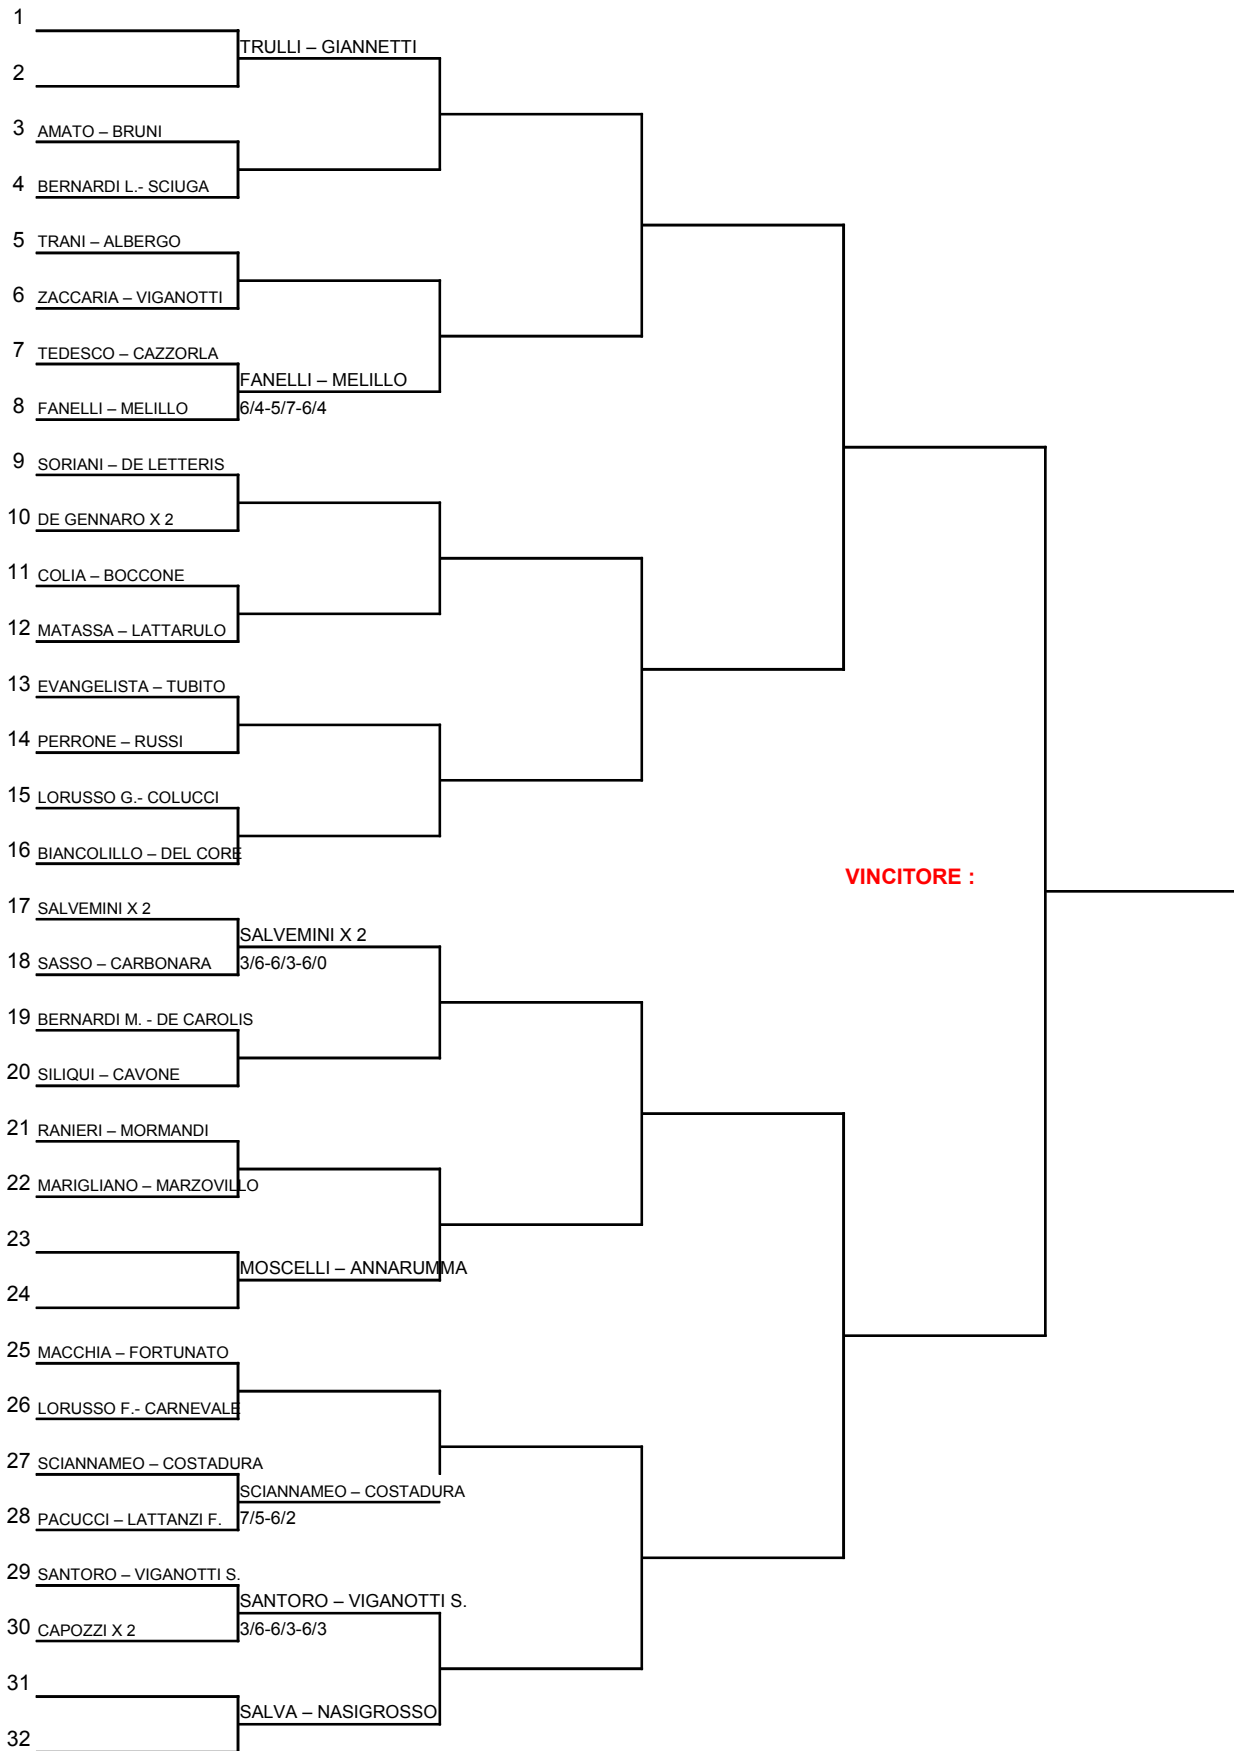 1
TRULLI – GIANNETTI
2
3 AMATO – BRUNI
4 BERNARDI L.- SCIUGA
5 TRANI – ALBERGO
6 ZACCARIA – VIGANOTTI
7 TEDESCO – CAZZORLA
FANELLI – MELILLO
8 FANELLI – MELILLO 6/4-5/7-6/4
9 SORIANI – DE LETTERIS
10 DE GENNARO X 2
11 COLIA – BOCCONE
12 MATASSA – LATTARULO
13 EVANGELISTA – TUBITO
14 PERRONE – RUSSI
15 LORUSSO G.- COLUCCI
16 BIANCOLILLO – DEL CORE
VINCITORE :
17 SALVEMINI X 2
SALVEMINI X 2
18 SASSO – CARBONARA 3/6-6/3-6/0
19 BERNARDI M. - DE CAROLIS
20 SILIQUI – CAVONE
21 RANIERI – MORMANDI
22 MARIGLIANO – MARZOVILLO
23
MOSCELLI – ANNARUMMA
24
25 MACCHIA – FORTUNATO
26 LORUSSO F.- CARNEVALE
27 SCIANNAMEO – COSTADURA
SCIANNAMEO – COSTADURA
28 PACUCCI – LATTANZI F. 7/5-6/2
29 SANTORO – VIGANOTTI S.
SANTORO – VIGANOTTI S.
30 CAPOZZI X 2 3/6-6/3-6/3
31
SALVA – NASIGROSSO
32